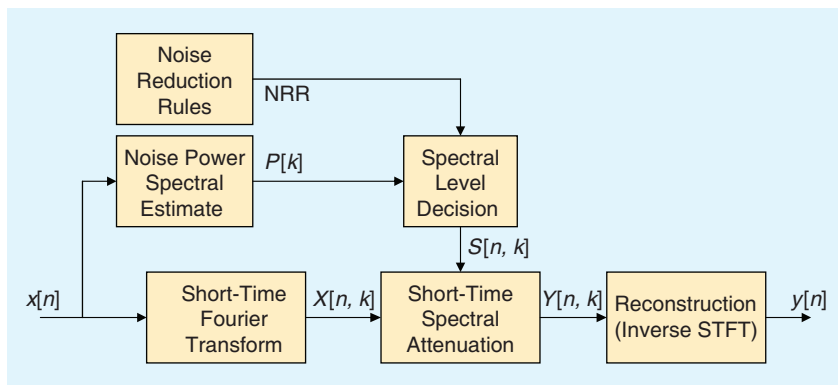 Noise
Reduction
Rules
NRR
Noise Power
Spectral
Estimate
P[k]
Spectral
Level
Decision
S[n, k]
x[n]
Short-Time
Fourier
Transform
X[n, k]
Short-Time
Spectral
Attenuation
Y[n, k]
Reconstruction
(Inverse STFT)
y[n]